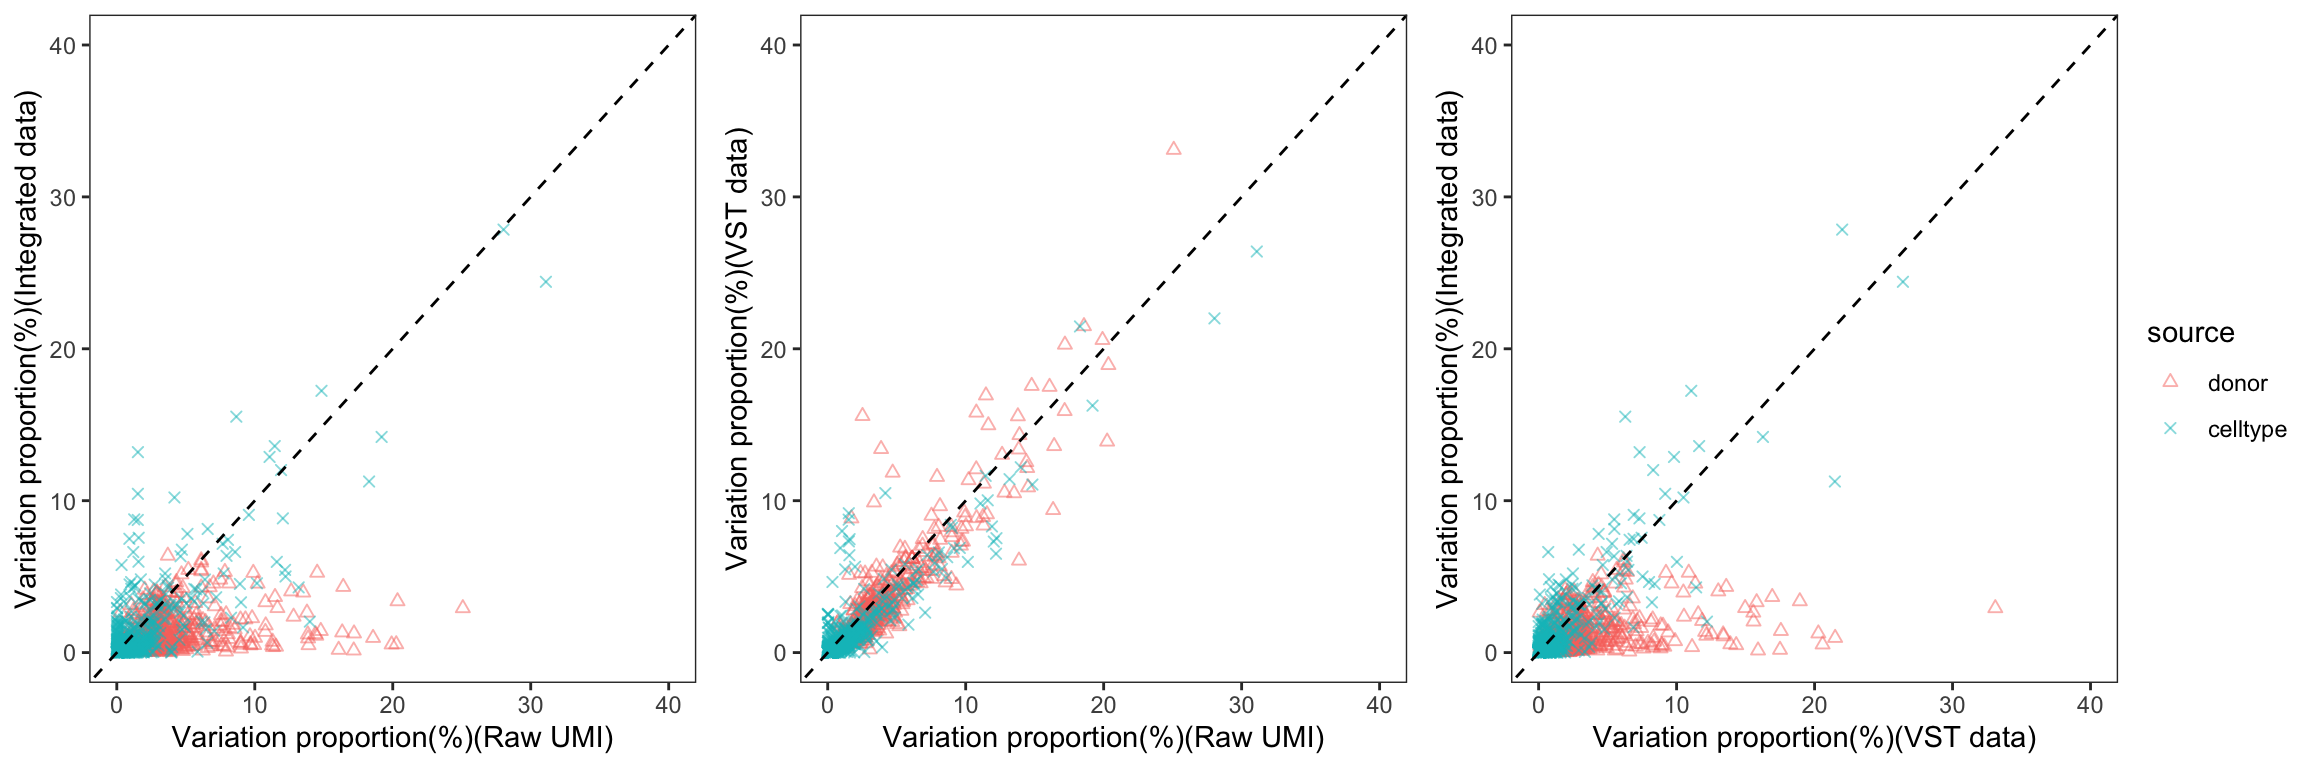 Variation proportion(%)(Integrated data)
40
30
20
10
0
0 10 20 30 40
Variation proportion(%)(Raw UMI)
Varian proportion(%)(VST data)
40
30
20
10
0
0 10 20 30 40
Variation proportion(%)(Raw UMI)
Variation proportion(%)(Integrated data)
40
30
20
10
0
0 10 20 30 40
Variation proportion(%)(VST data)
source
donor
celltype